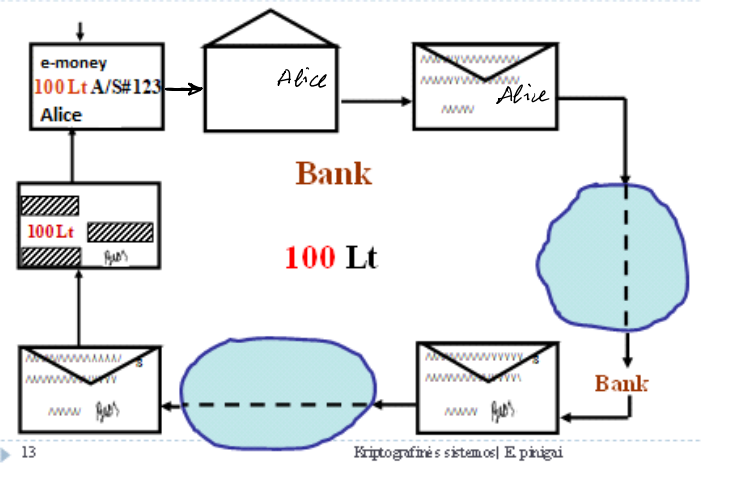 e-money
100 Lt A/S#123
Alice
Alice
Alice
Bank
100 Lt
100 Lt
Bank
13
Kriptografinės sistemos| E. pinigai